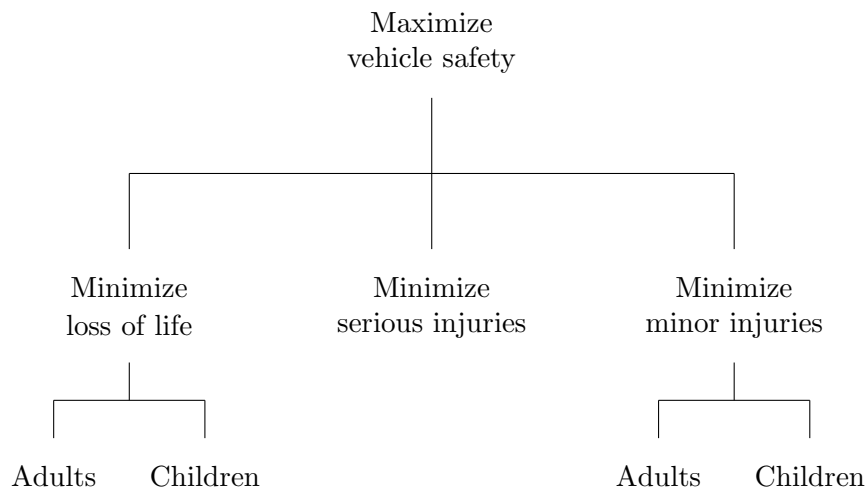 Maximize
vehicle safety
Minimize
loss of life
Minimize
serious injuries
Minimize
minor injuries
Adults
Children
Adults
Children